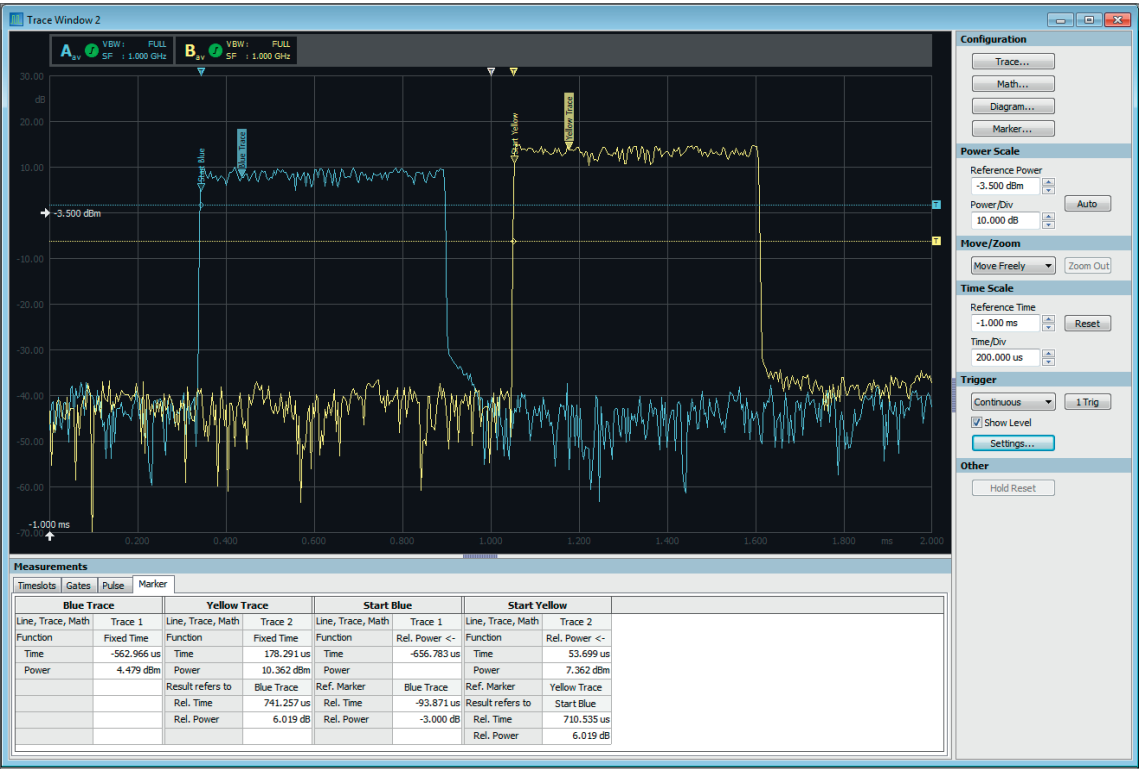 Trace Window 2
A av VBW: FULL SF : 1.000 GHz
B av VBW: FULL SF : 1.000 GHz
30.00
dB
20.00
10.00
-3.500 dBm
-10.00
-20.00
-30.00
-40.00
-50.00
-60.00
-70.00
-1.000 ms
0.200 0.400 0.600 0.800 1.000 1.200 1.400 1.600 1.800 ms 2.000
Start Blue
Blue Trace
Start Yellow
Yellow Trace
T
T
Configuration
Trace...
Math...
Diagram...
Marker...
Power Scale
Reference Power
-3.500 dBm
Power/Div
10.000 dB Auto
Move/Zoom
Move Freely Zoom Out
Time Scale
Reference Time
-1.000 ms Reset
Time/Div
200.000 us
Trigger
Continuous 1 Trig
Show Level
Settings...
Other
Hold Reset
Measurements
Timeslots Gates Pulse Marker
Blue Trace Yellow Trace Start Blue Start Yellow
Line, Trace, Math Trace 1 Line, Trace, Math Trace 2 Line, Trace, Math Trace 1 Line, Trace, Math Trace 2
Function Fixed Time Function Fixed Time Function Rel. Power <- Function Rel. Power <-
Time -562.966 us Time 178.291 us Time -656.783 us Time 53.699 us
Power 4.479 dBm Power 10.362 dBm Power Power 7.362 dBm
Result refers to Blue Trace Ref. Marker Blue Trace Ref. Marker Yellow Trace
Rel. Time 741.257 us Rel. Time -93.871 us Result refers to Start Blue
Rel. Power 6.019 dB Rel. Power -3.000 dB Rel. Time 710.535 us
Rel. Power 6.019 dB